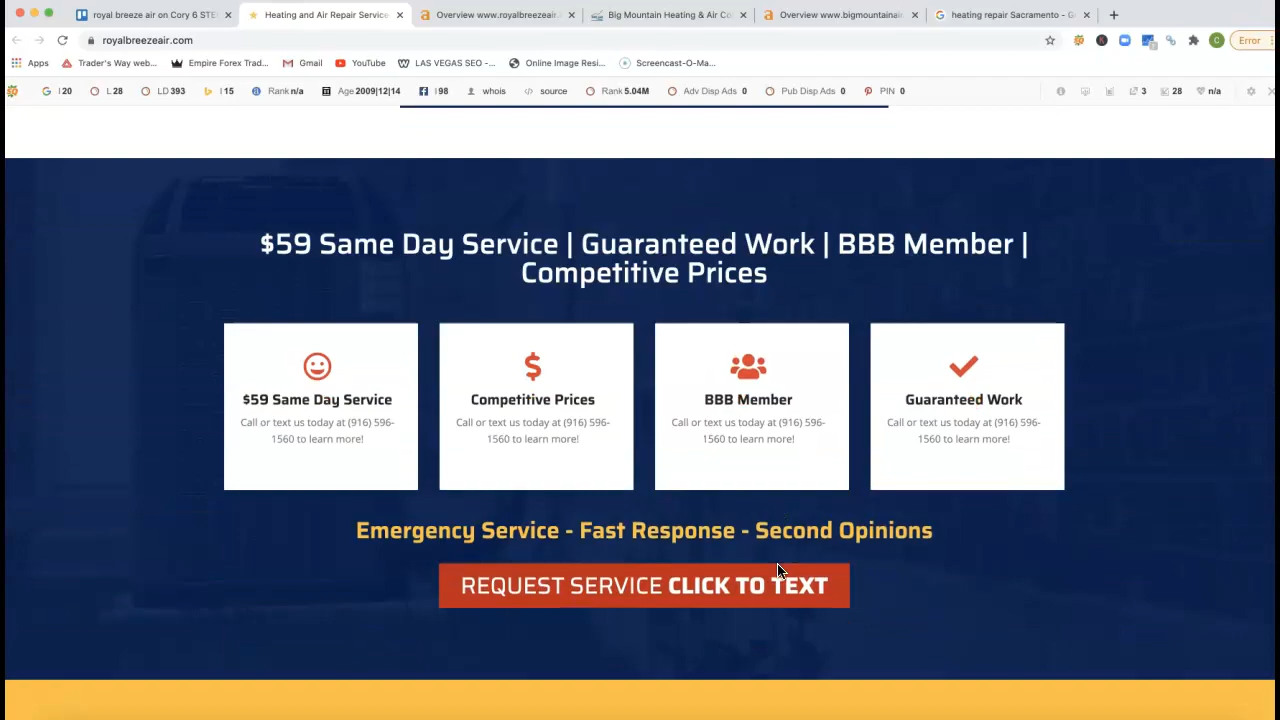 royal breeze air on Cory 6 STE
Heating and Air Repair Service
Overview www.royalbreezeair.
Big Mountain Heating & Air Co
Overview www.bigmountainai
heating repair Sacramento - G
royalbreezeair.com
Error
Apps
Trader's Way web...
Empire Forex Trad...
Gmail
YouTube
LAS VEGAS SEO -...
Online Image Resi...
Screencast-O-Ma...
I 20
L 28
LD 393
I 15
Rank n/a
Age 2009|12|14
I 98
whois
source
Rank 5.04M
Adv Disp Ads 0
Pub Disp Ads 0
PIN 0
3
28
n/a
$59 Same Day Service | Guaranteed Work | BBB Member |
Competitive Prices
$59 Same Day Service
Call or text us today at (916) 596-
1560 to learn more!
Competitive Prices
Call or text us today at (916) 596-
1560 to learn more!
BBB Member
Call or text us today at (916) 596-
1560 to learn more!
Guaranteed Work
Call or text us today at (916) 596-
1560 to learn more!
Emergency Service - Fast Response - Second Opinions
REQUEST SERVICE CLICK TO TEXT